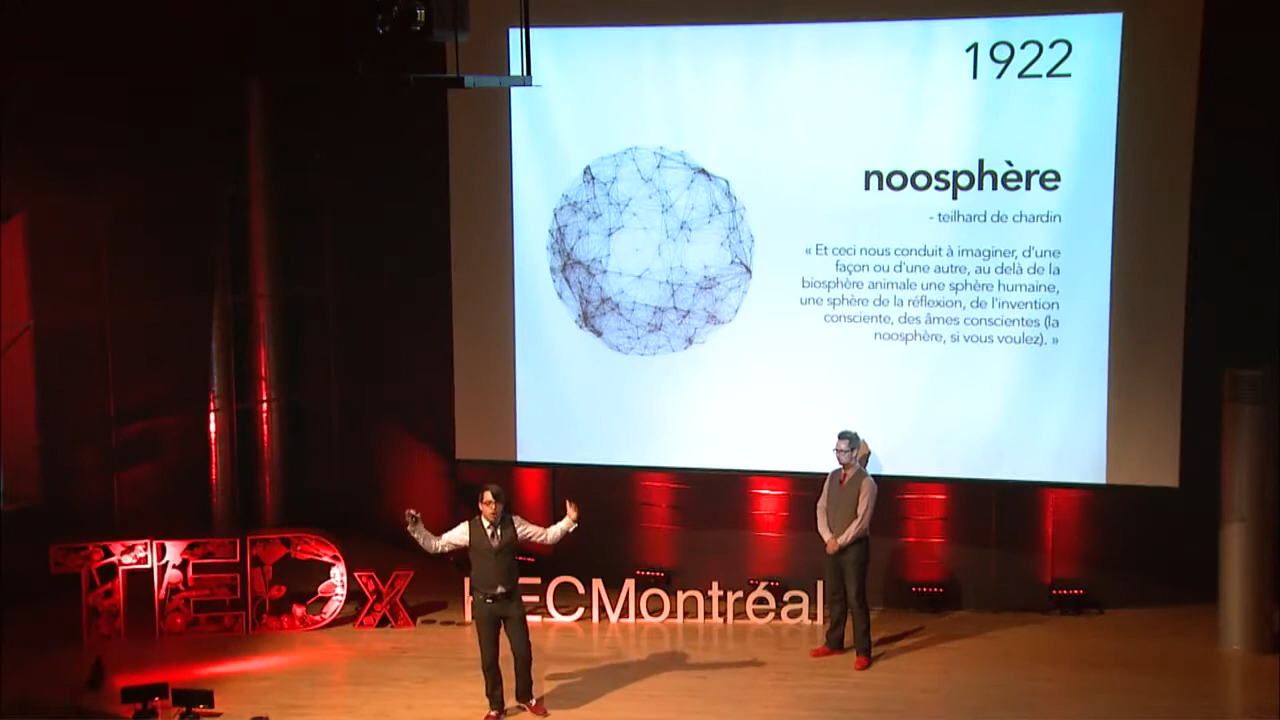 1922
noosphère
- teilhard de chardin
« Et ceci nous conduit à imaginer, d'une
façon ou d'une autre, au delà de la
biosphère animale une sphère humaine,
une sphère de la réflexion, de l'invention
consciente, des âmes conscientes (la
noosphère, si vous voulez). »
TEDx HECMontréal